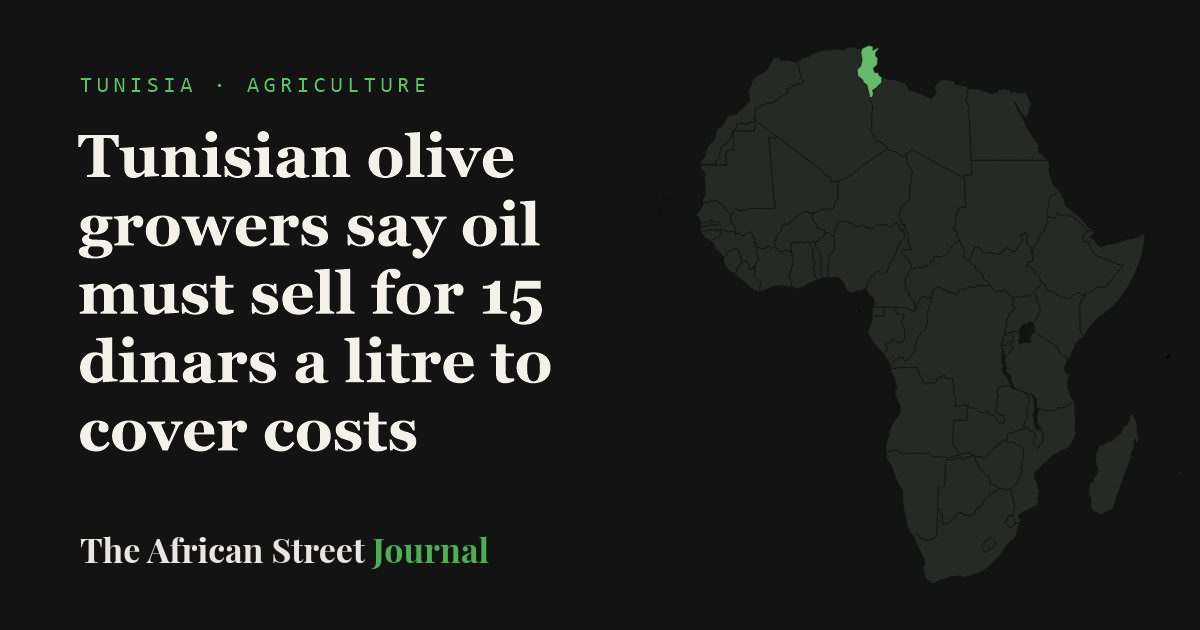 TUNISIA · AGRICULTURE
Tunisian olive
growers say oil
must sell for 15
dinars a litre to
cover costs
The African Street Journal